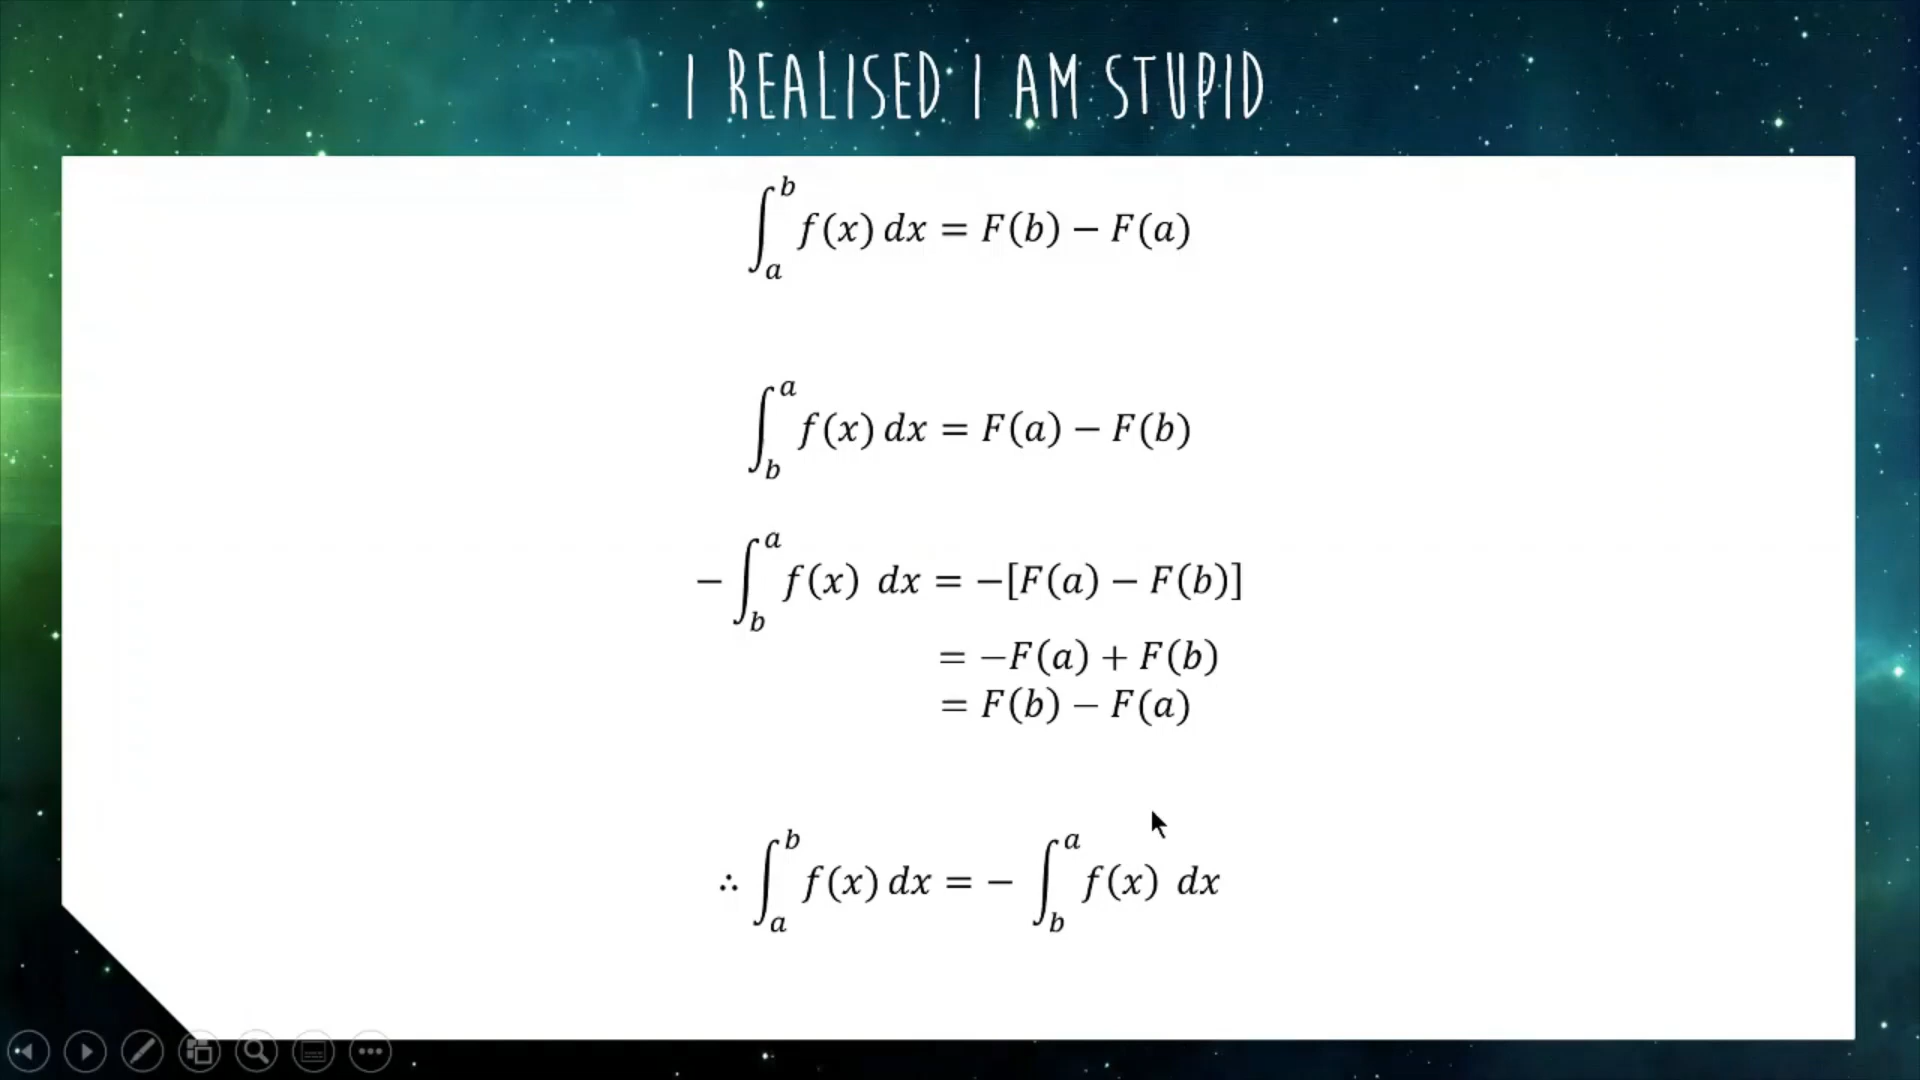 I REALISED I AM STUPID
∫_a^b f(x) dx = F(b) − F(a)
∫_b^a f(x) dx = F(a) − F(b)
− ∫_b^a f(x) dx = −[F(a) − F(b)]
= −F(a) + F(b)
= F(b) − F(a)
∴ ∫_a^b f(x) dx = − ∫_b^a f(x) dx